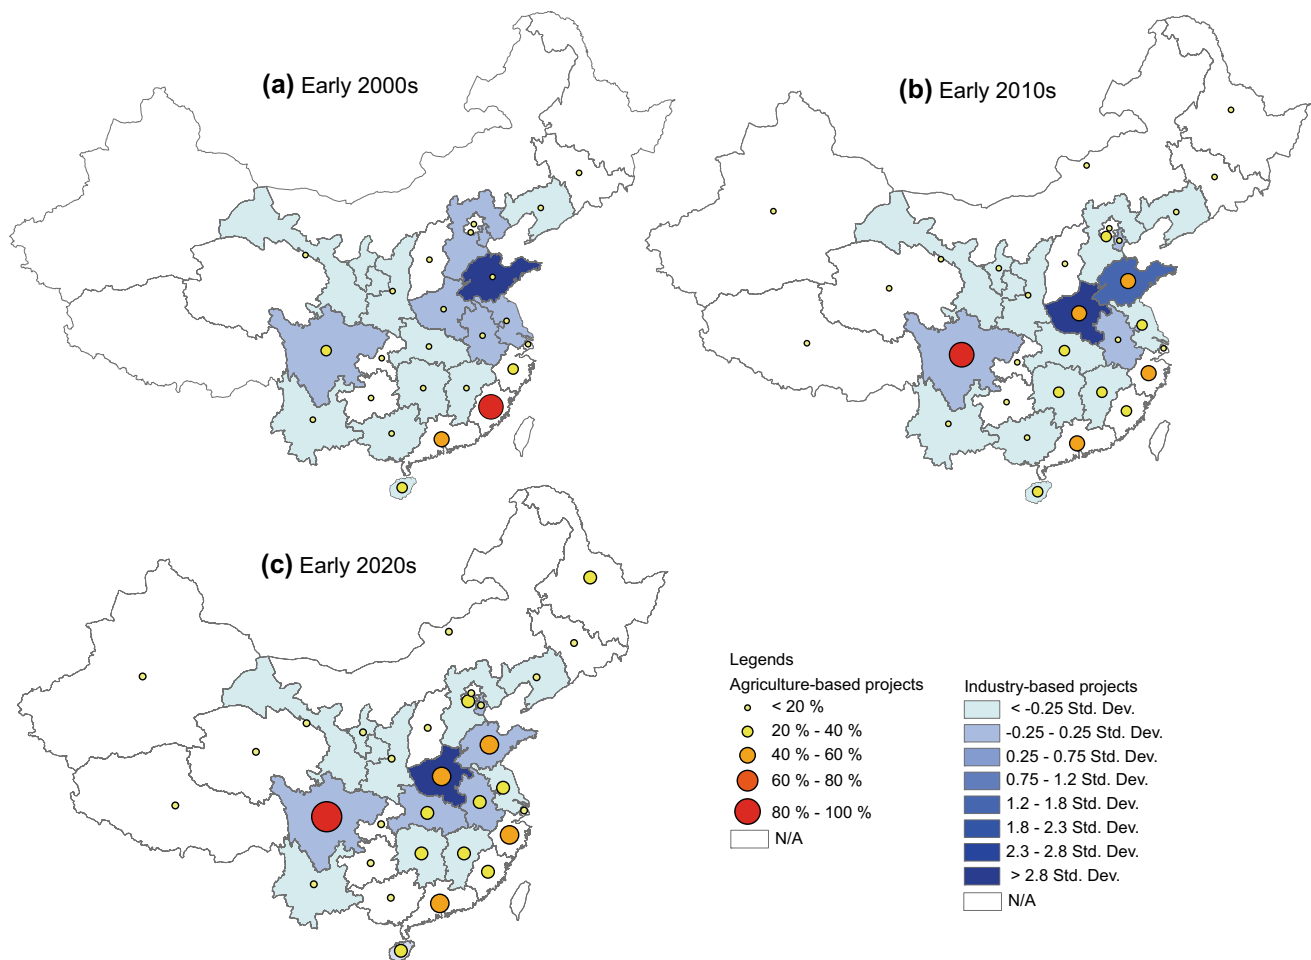 (a) Early 2000s
(b) Early 2010s
(c) Early 2020s
Legends
Agriculture-based projects
< 20 %
20 % - 40 %
40 % - 60 %
60 % - 80 %
80 % - 100 %
N/A
Industry-based projects
< -0.25 Std. Dev.
-0.25 - 0.25 Std. Dev.
0.25 - 0.75 Std. Dev.
0.75 - 1.2 Std. Dev.
1.2 - 1.8 Std. Dev.
1.8 - 2.3 Std. Dev.
2.3 - 2.8 Std. Dev.
> 2.8 Std. Dev.
N/A